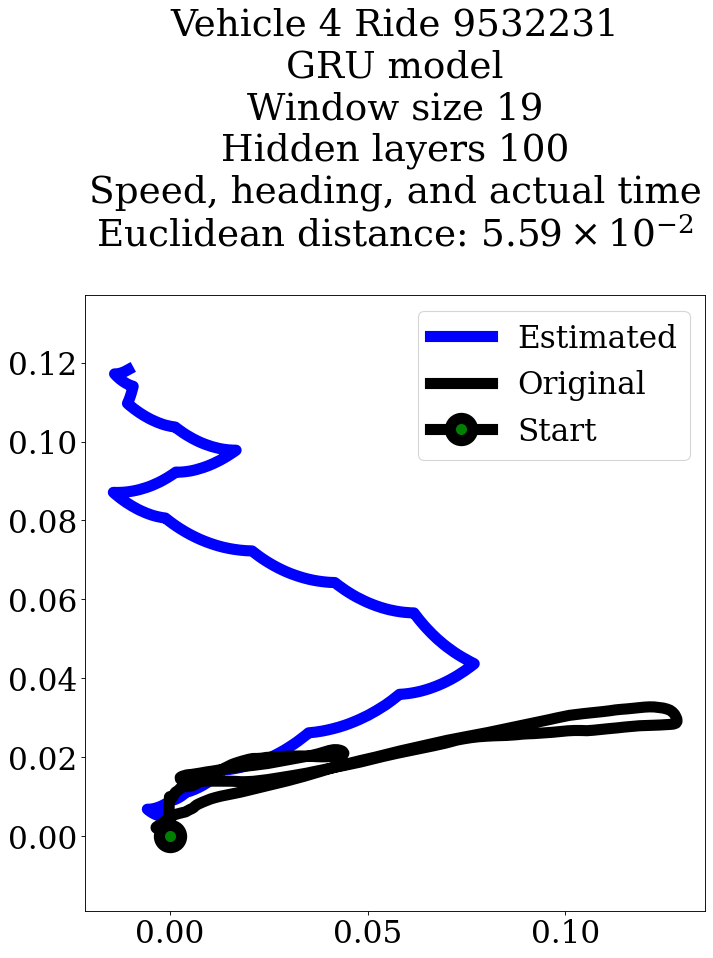 Vehicle 4 Ride 9532231
GRU model
Window size 19
Hidden layers 100
Speed, heading, and actual time
Euclidean distance: 5.59 × 10⁻²
Estimated
Original
Start
0.12
0.10
0.08
0.06
0.04
0.02
0.00
0.00 0.05 0.10